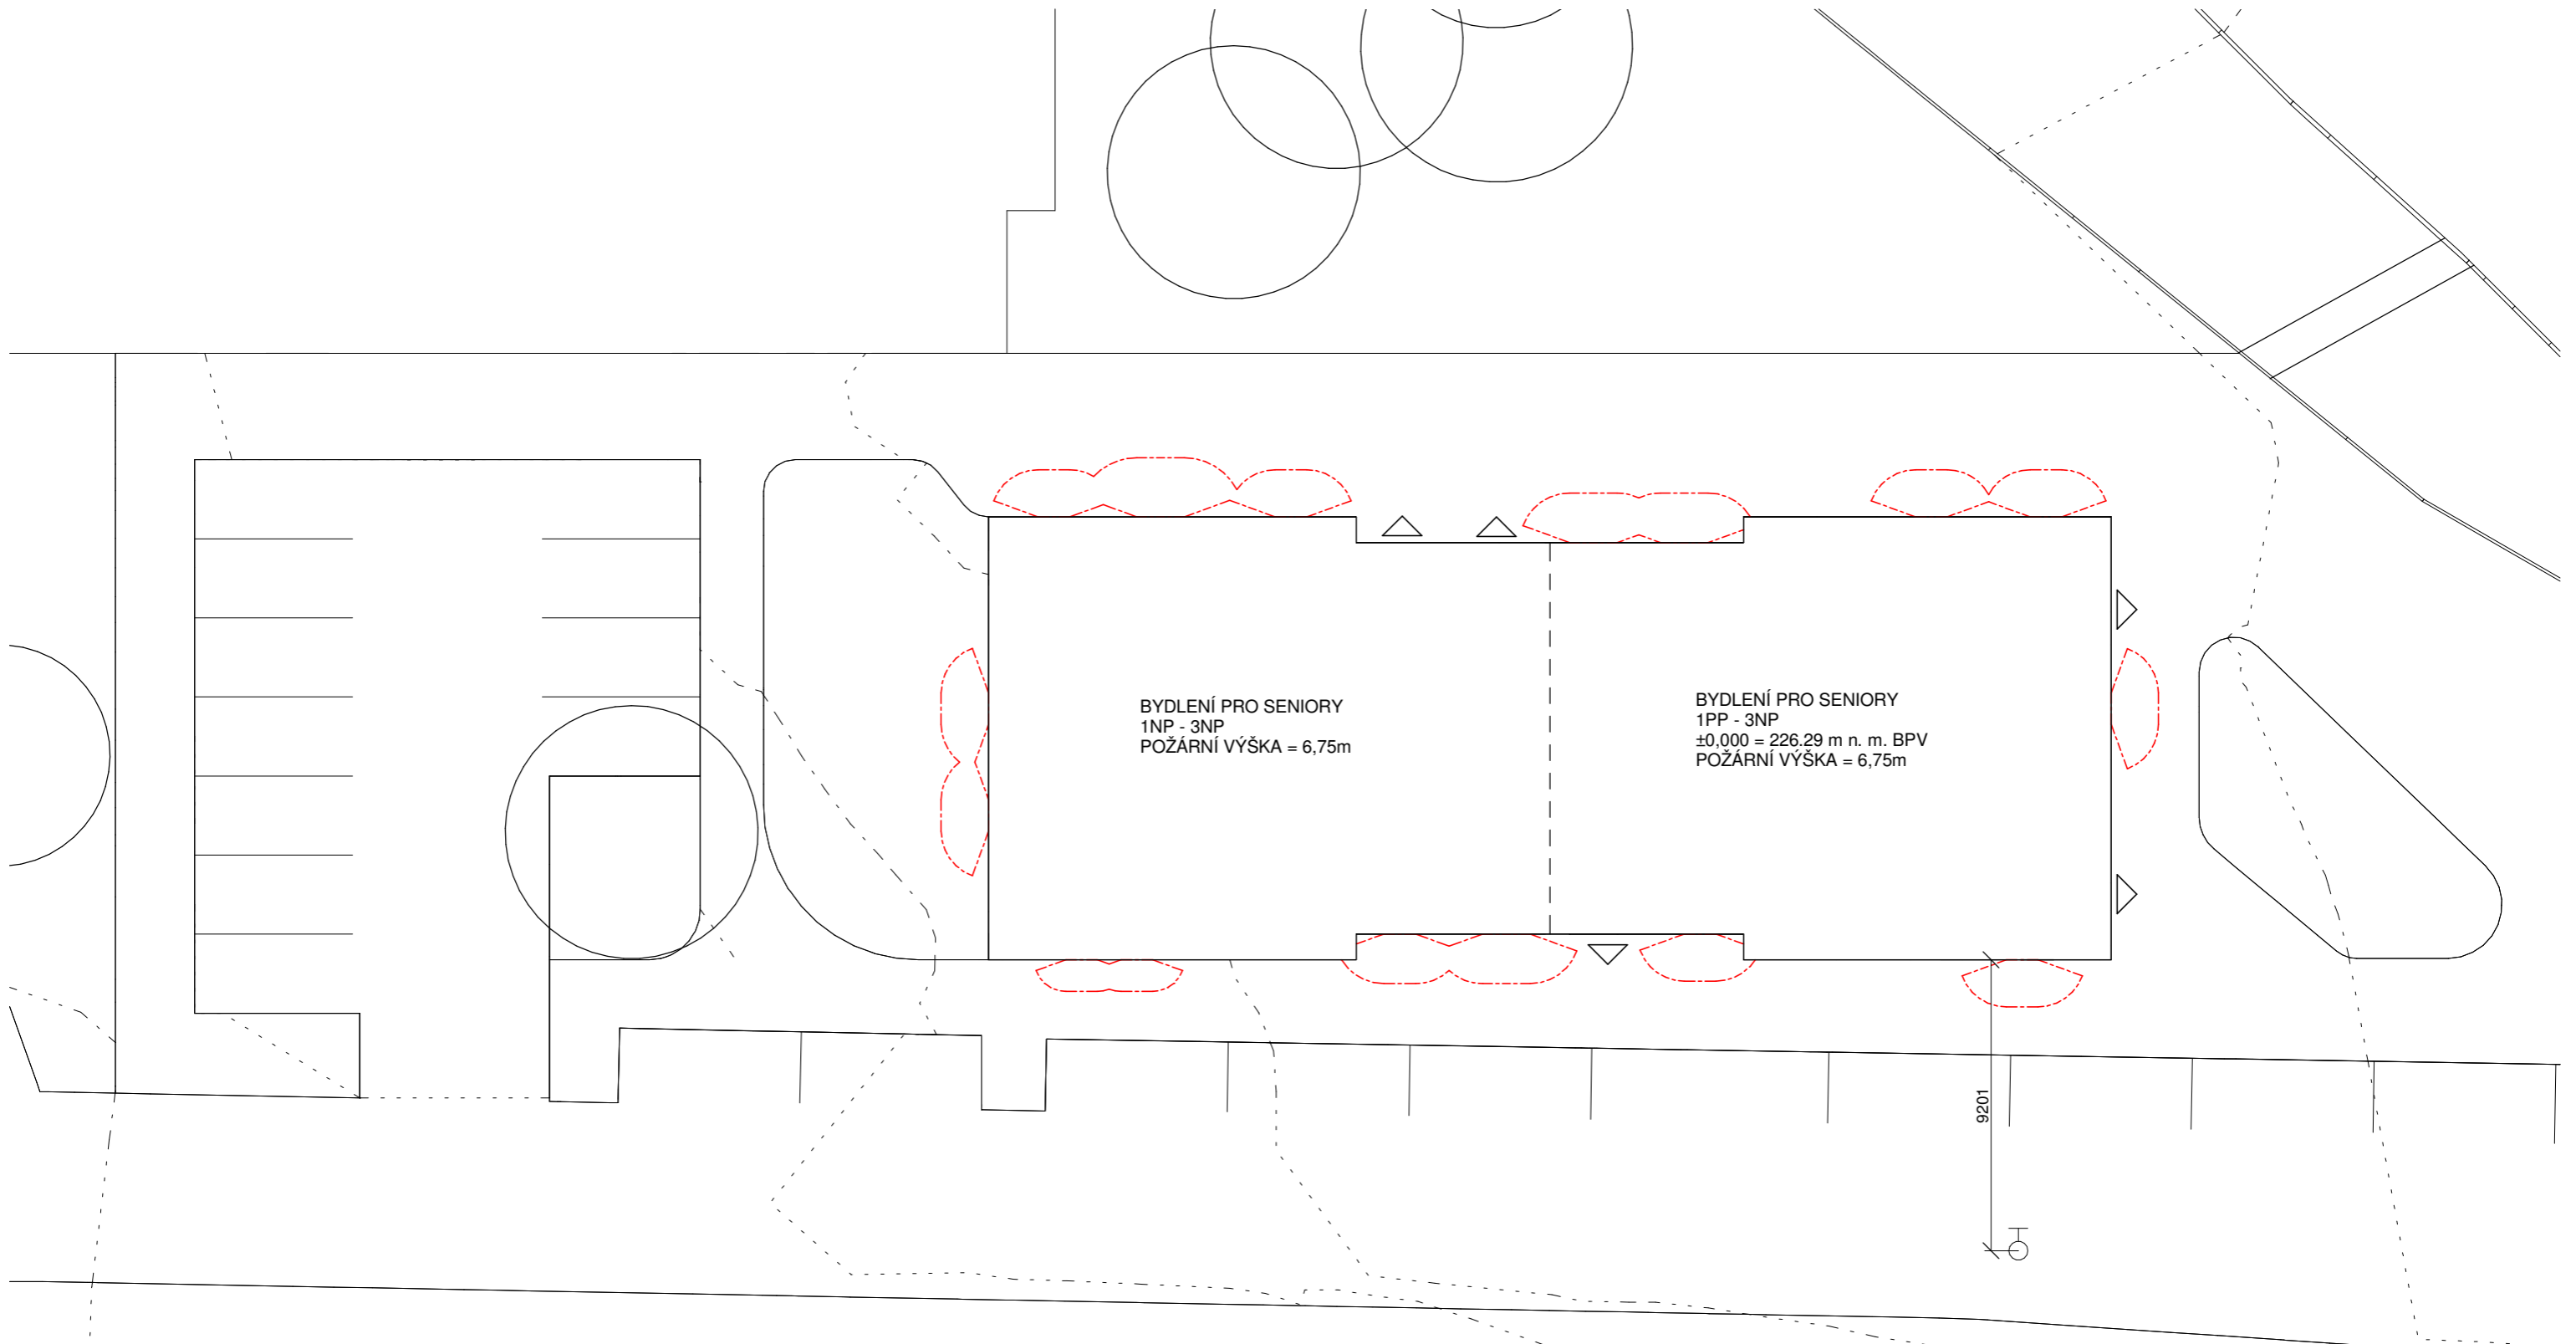 BYDLENÍ PRO SENIORY
1NP - 3NP
POŽÁRNÍ VÝŠKA = 6,75m
BYDLENÍ PRO SENIORY
1PP - 3NP
±0,000 = 226.29 m n. m. BPV
POŽÁRNÍ VÝŠKA = 6,75m
9201